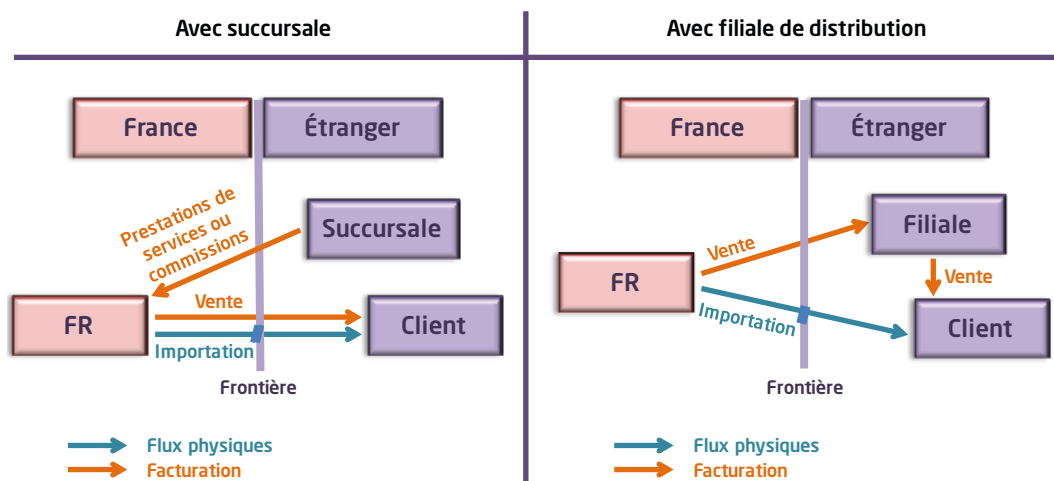 Avec succursale
France
Étranger
Prestations de
services ou
commissions
Succursale
FR
Vente
Importation
Client
Frontière
Flux physiques
Facturation
Avec filiale de distribution
France
Étranger
Filiale
Vente
Vente
FR
Importation
Client
Frontière
Flux physiques
Facturation